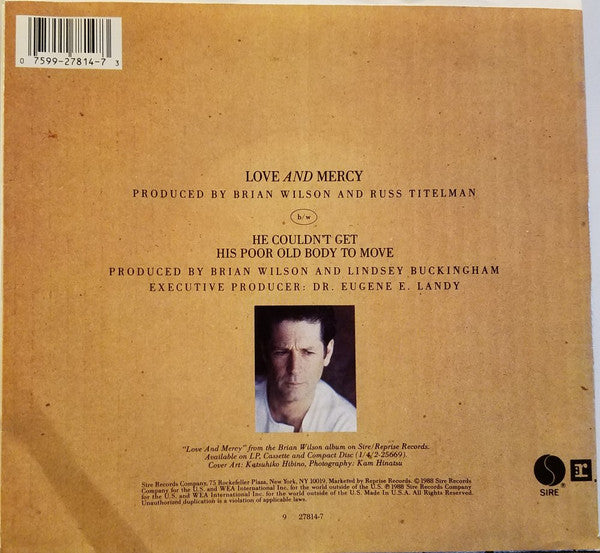 0 7599-27814-7 3
LOVE AND MERCY
PRODUCED BY BRIAN WILSON AND RUSS TITELMAN
b/w
HE COULDN'T GET
HIS POOR OLD BODY TO MOVE
PRODUCED BY BRIAN WILSON AND LINDSEY BUCKINGHAM
EXECUTIVE PRODUCER: DR. EUGENE E. LANDY
"Love And Mercy" from the Brian Wilson album on Sire/Reprise Records.
Available on LP, Cassette and Compact Disc (1/4/2-25669).
Cover Art: Katsuhiko Hibino, Photography: Kam Hinatsu
Sire Records Company, 75 Rockefeller Plaza, New York, NY 10019. Marketed by Reprise Records. © 1988 Sire Records
Company for the U.S. and WEA International Inc. for the world outside of the U.S. ℗ 1988 Sire Records Company
for the U.S. and WEA International Inc. for the world outside of the U.S. Made In U.S.A. All Rights Reserved.
Unauthorized duplication is a violation of applicable laws.
9 27814-7
SIRE
r